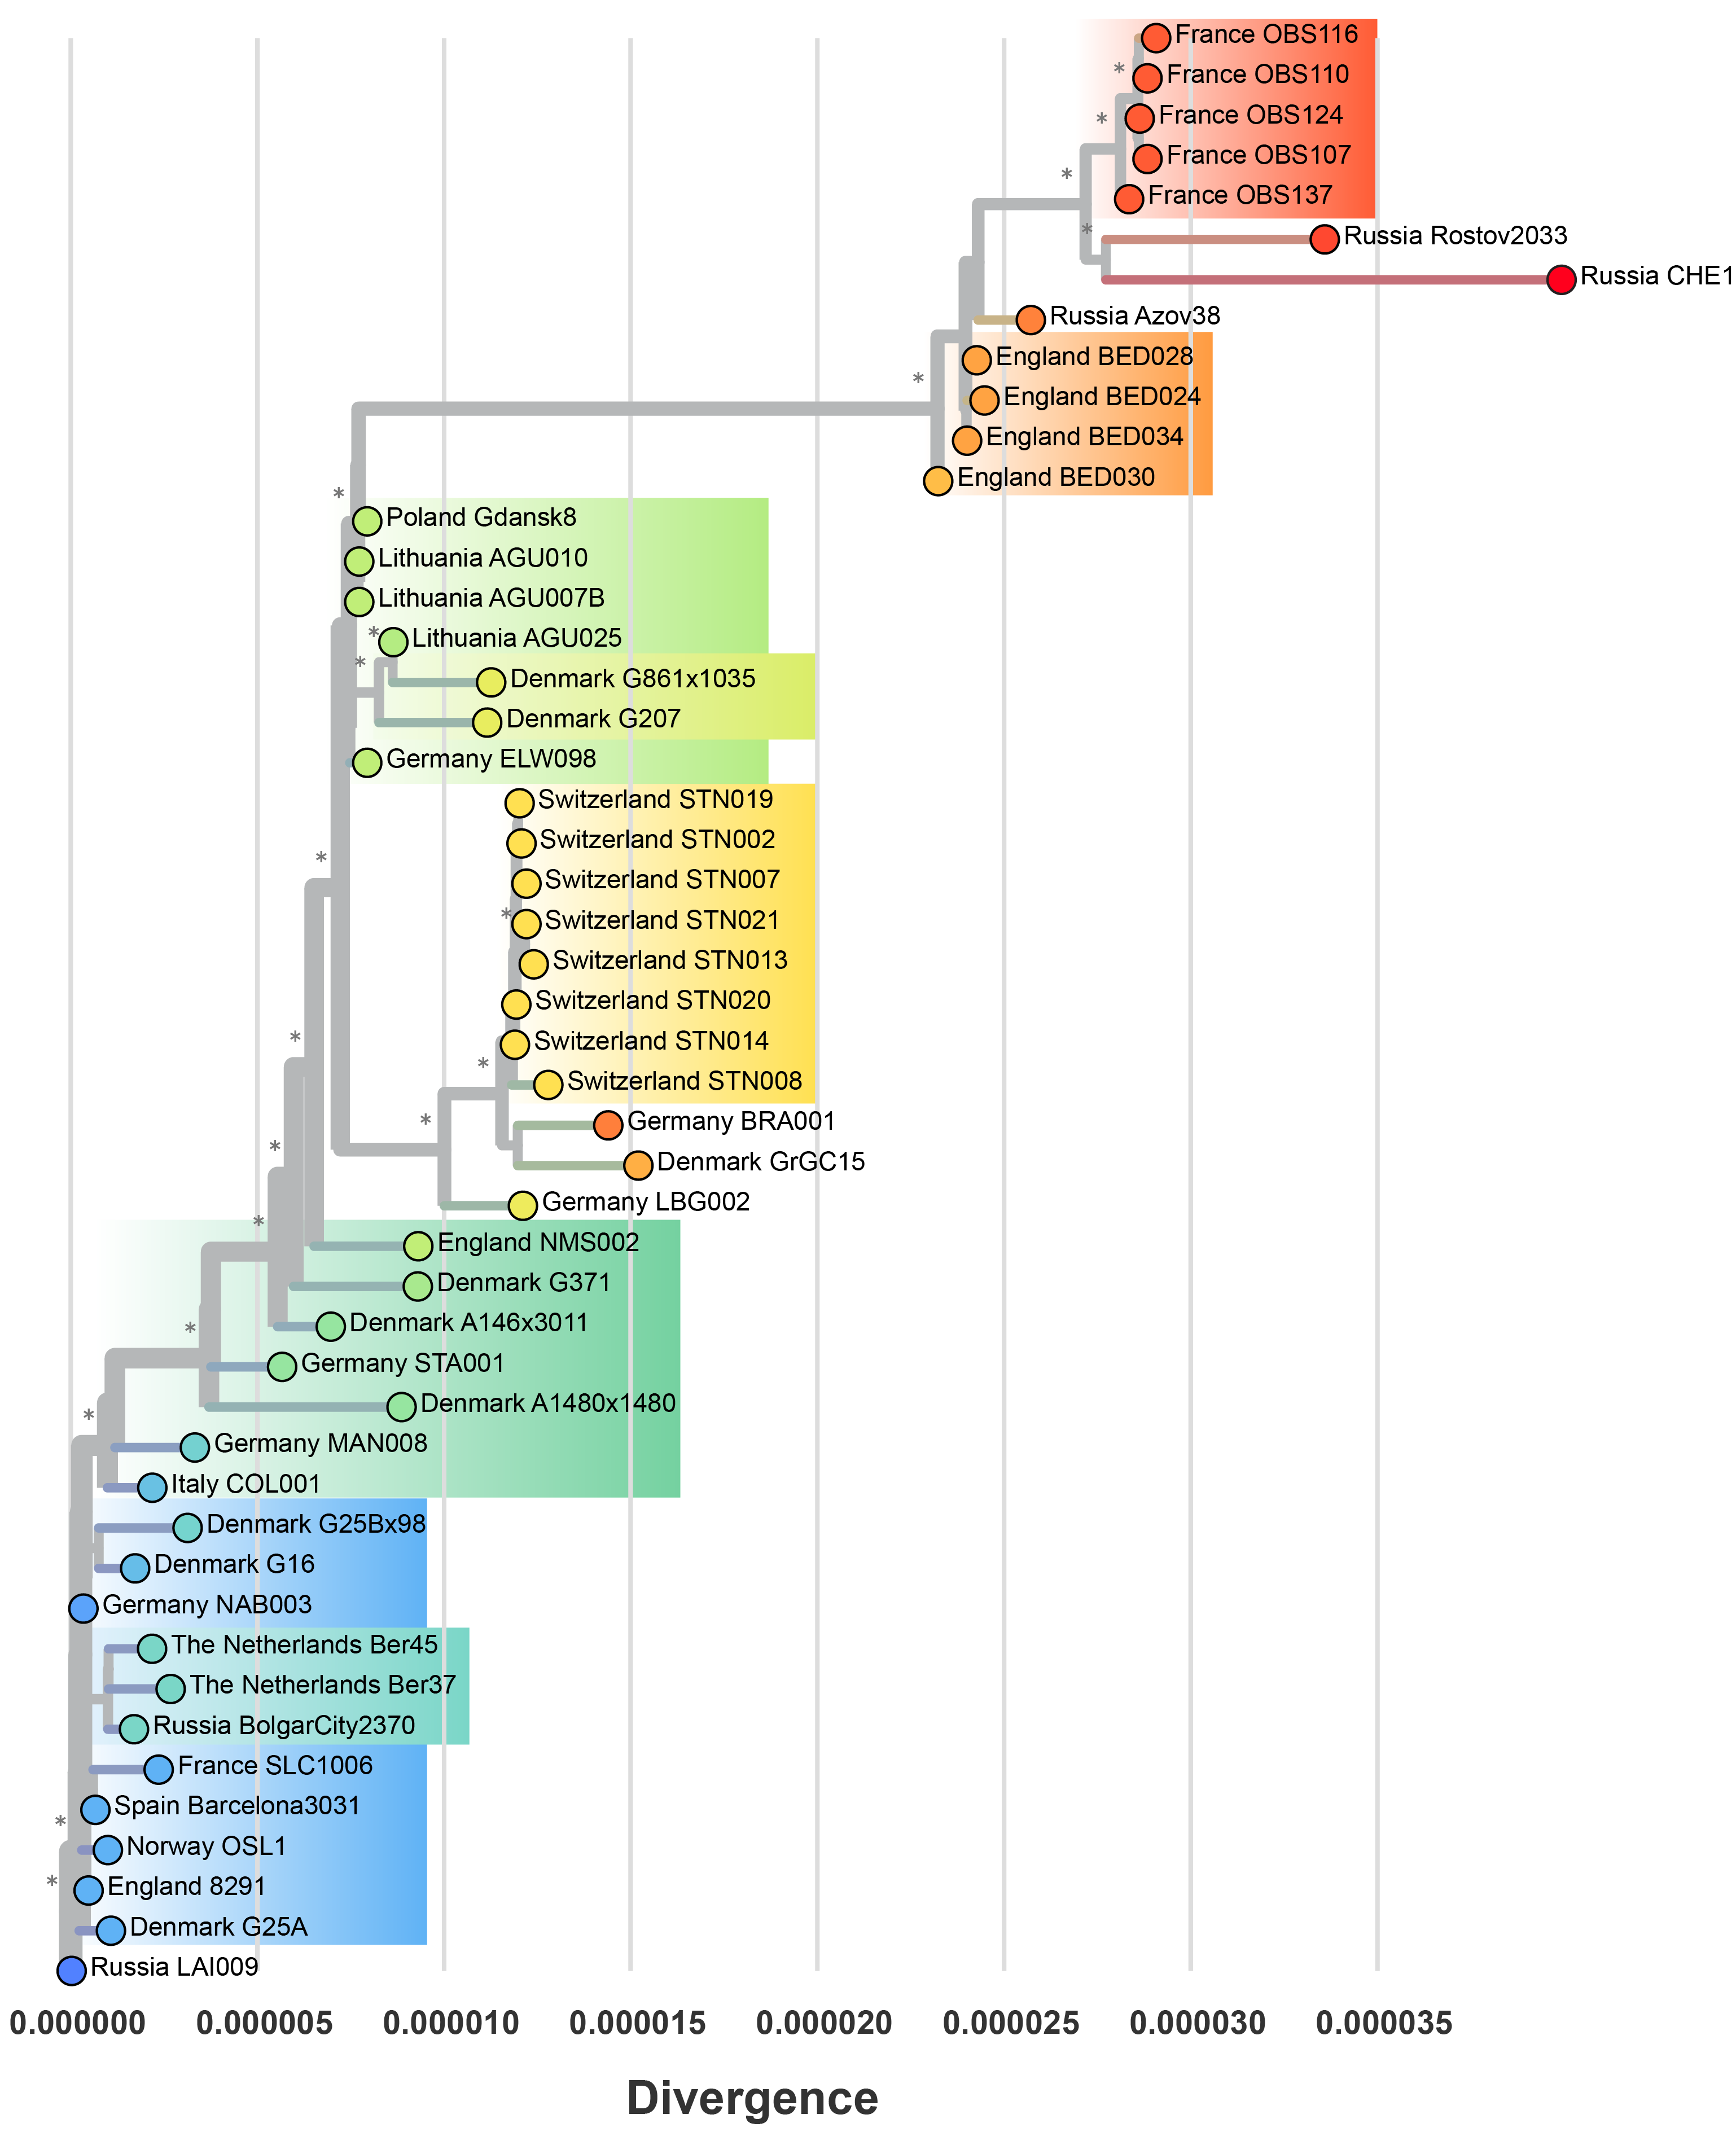 France OBS116
*
France OBS110
*
France OBS124
France OBS107
*
France OBS137
*
Russia Rostov2033
Russia CHE1
Russia Azov38
England BED028
*
England BED024
England BED034
England BED030
*
Poland Gdansk8
Lithuania AGU010
Lithuania AGU007B
*
Lithuania AGU025
*
Denmark G861x1035
Denmark G207
Germany ELW098
Switzerland STN019
Switzerland STN002
*
Switzerland STN007
*
Switzerland STN021
Switzerland STN013
Switzerland STN020
*
Switzerland STN014
*
Switzerland STN008
*
Germany BRA001
*
Denmark GrGC15
Germany LBG002
*
England NMS002
Denmark G371
*
Denmark A146x3011
Germany STA001
Denmark A1480x1480
*
Germany MAN008
Italy COL001
Denmark G25Bx98
Denmark G16
Germany NAB003
The Netherlands Ber45
The Netherlands Ber37
Russia BolgarCity2370
France SLC1006
Spain Barcelona3031
*
Norway OSL1
*
England 8291
Denmark G25A
Russia LAI009
0.000000 0.000005 0.000010 0.000015 0.000020 0.000025 0.000030 0.000035
Divergence